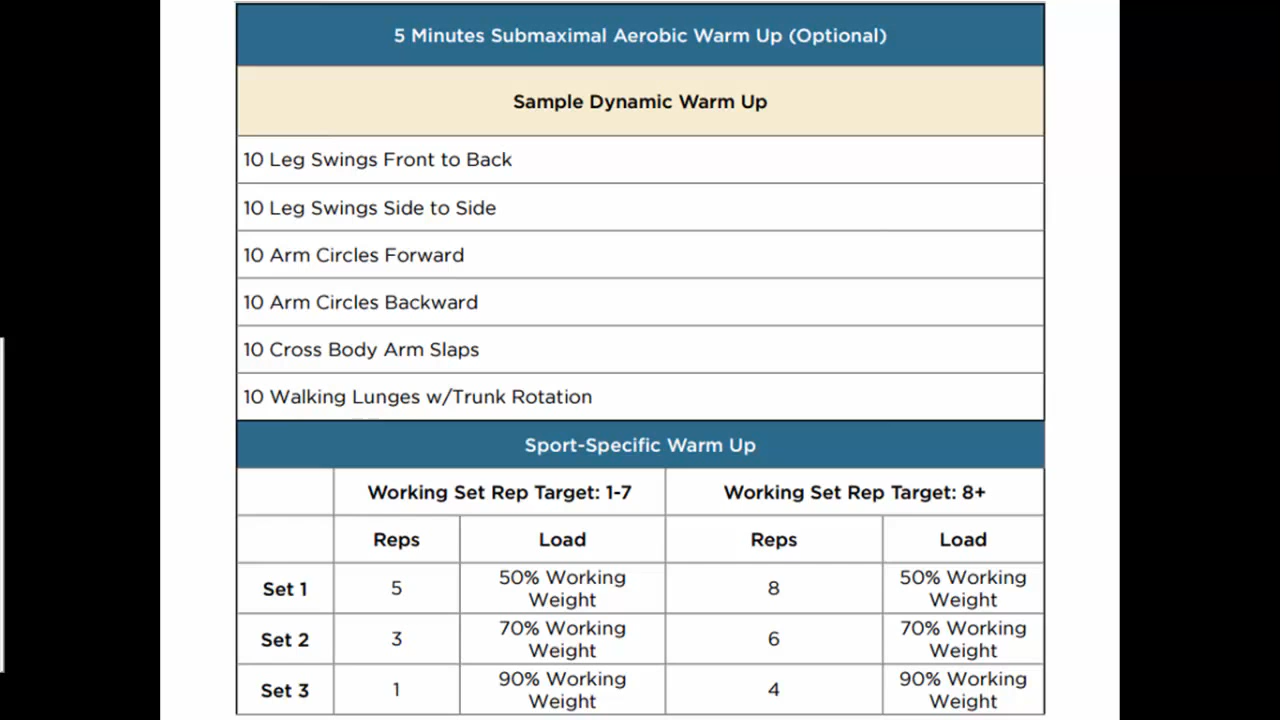 5 Minutes Submaximal Aerobic Warm Up (Optional)
Sample Dynamic Warm Up
10 Leg Swings Front to Back
10 Leg Swings Side to Side
10 Arm Circles Forward
10 Arm Circles Backward
10 Cross Body Arm Slaps
10 Walking Lunges w/Trunk Rotation
Sport-Specific Warm Up
Working Set Rep Target: 1-7 Working Set Rep Target: 8+
Reps Load Reps Load
Set 1 5 50% Working Weight 8 50% Working Weight
Set 2 3 70% Working Weight 6 70% Working Weight
Set 3 1 90% Working Weight 4 90% Working Weight